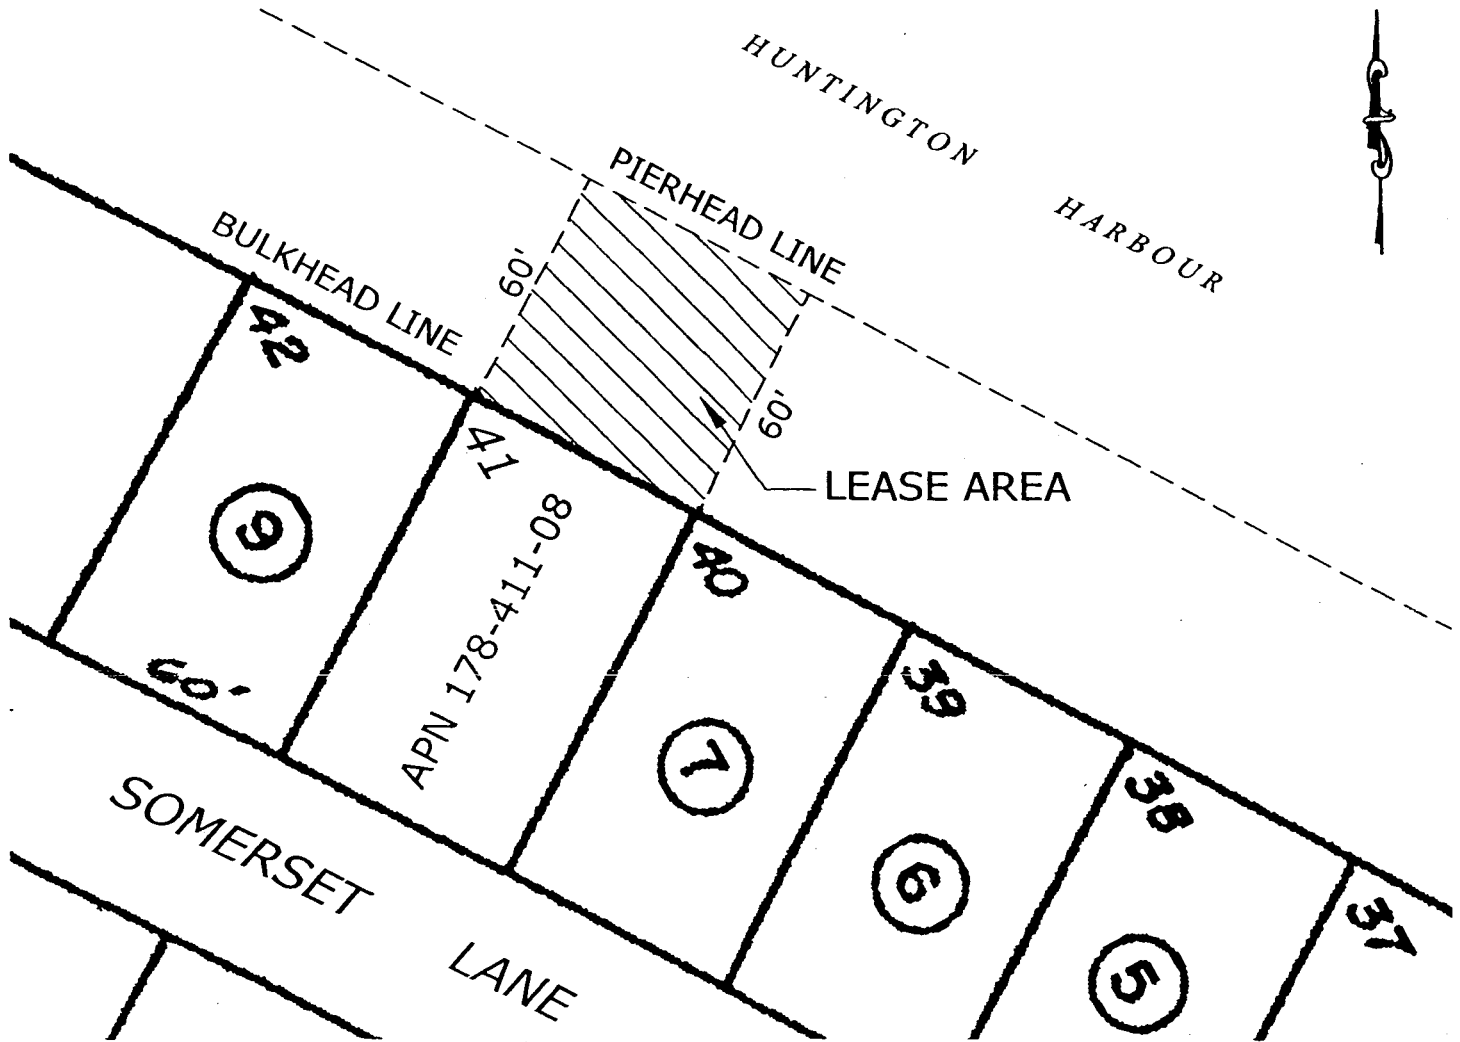 HUNTINGTON
HARBOUR
PIERHEAD LINE
BULKHEAD LINE
60'
60'
LEASE AREA
42
41
40
39
38
37
9
APN 178-411-08
7
6
5
60'
SOMERSET
LANE